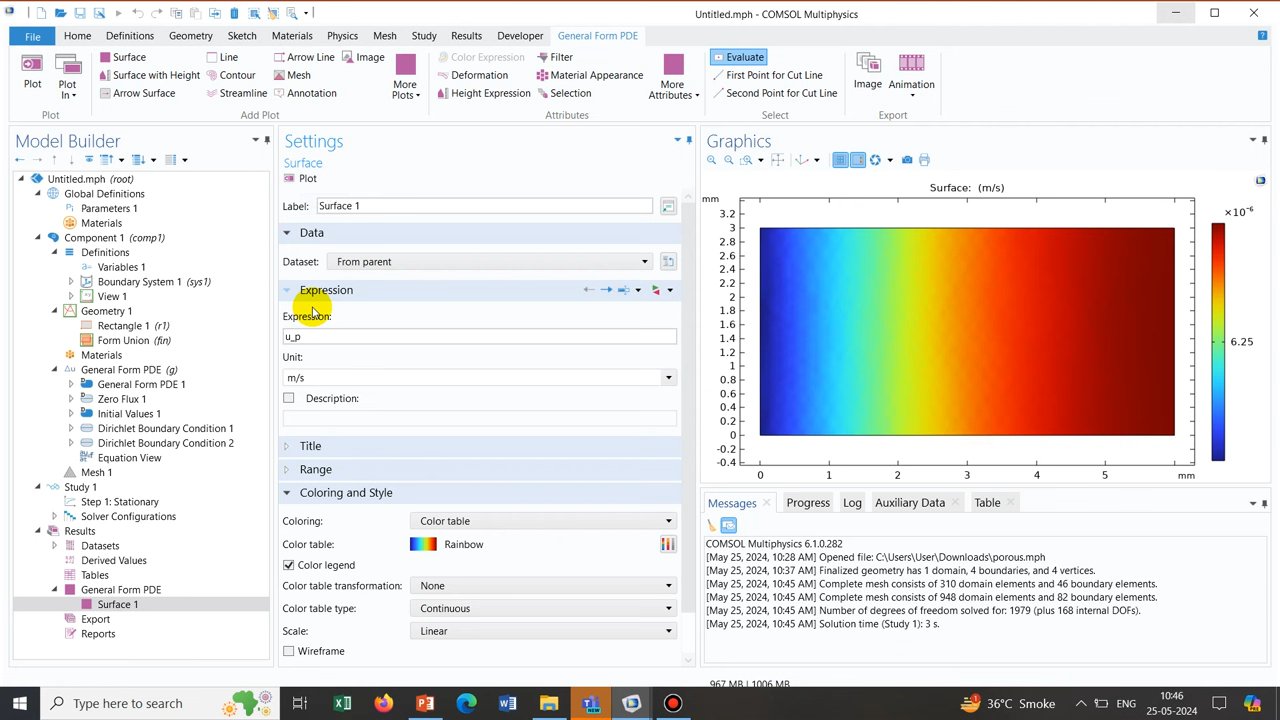 Untitled.mph - COMSOL Multiphysics
File Home Definitions Geometry Sketch Materials Physics Mesh Study Results Developer General Form PDE
Plot
Plot In
Surface
Surface with Height
Arrow Surface
Line
Contour
Streamline
Arrow Line
Mesh
Annotation
Image
More Plots
Color Expression
Deformation
Height Expression
Filter
Material Appearance
Selection
More Attributes
Evaluate
First Point for Cut Line
Second Point for Cut Line
Image
Animation
Plot Add Plot Attributes Select Export
Model Builder
Untitled.mph (root)
Global Definitions
Parameters 1
Materials
Component 1 (comp1)
Definitions
Variables 1
Boundary System 1 (sys1)
View 1
Geometry 1
Rectangle 1 (r1)
Form Union (fin)
Materials
General Form PDE (g)
General Form PDE 1
Zero Flux 1
Initial Values 1
Dirichlet Boundary Condition 1
Dirichlet Boundary Condition 2
Equation View
Mesh 1
Study 1
Step 1: Stationary
Solver Configurations
Results
Datasets
Derived Values
Tables
General Form PDE
Surface 1
Export
Reports
Settings
Surface
Plot
Label: Surface 1
Data
Dataset: From parent
Expression
Expression:
u_p
Unit:
m/s
Description:
Title
Range
Coloring and Style
Coloring: Color table
Color table: Rainbow
Color legend
Color table transformation: None
Color table type: Continuous
Scale: Linear
Wireframe
Graphics
Surface: (m/s)
mm
×10⁻⁶
3.2
3
2.8
2.6
2.4
2.2
2
1.8
1.6
1.4
1.2
1
0.8
0.6
0.4
0.2
0
-0.2
-0.4
6.25
0 1 2 3 4 5 mm
Messages Progress Log Auxiliary Data Table
COMSOL Multiphysics 6.1.0.282
[May 25, 2024, 10:28 AM] Opened file: C:\Users\User\Downloads\porous.mph
[May 25, 2024, 10:37 AM] Finalized geometry has 1 domain, 4 boundaries, and 4 vertices.
[May 25, 2024, 10:45 AM] Complete mesh consists of 310 domain elements and 46 boundary elements.
[May 25, 2024, 10:45 AM] Complete mesh consists of 948 domain elements and 82 boundary elements.
[May 25, 2024, 10:45 AM] Number of degrees of freedom solved for: 1979 (plus 168 internal DOFs).
[May 25, 2024, 10:45 AM] Solution time (Study 1): 3 s.
967 MB | 1006 MB
Type here to search
36°C Smoke
ENG
10:46
25-05-2024